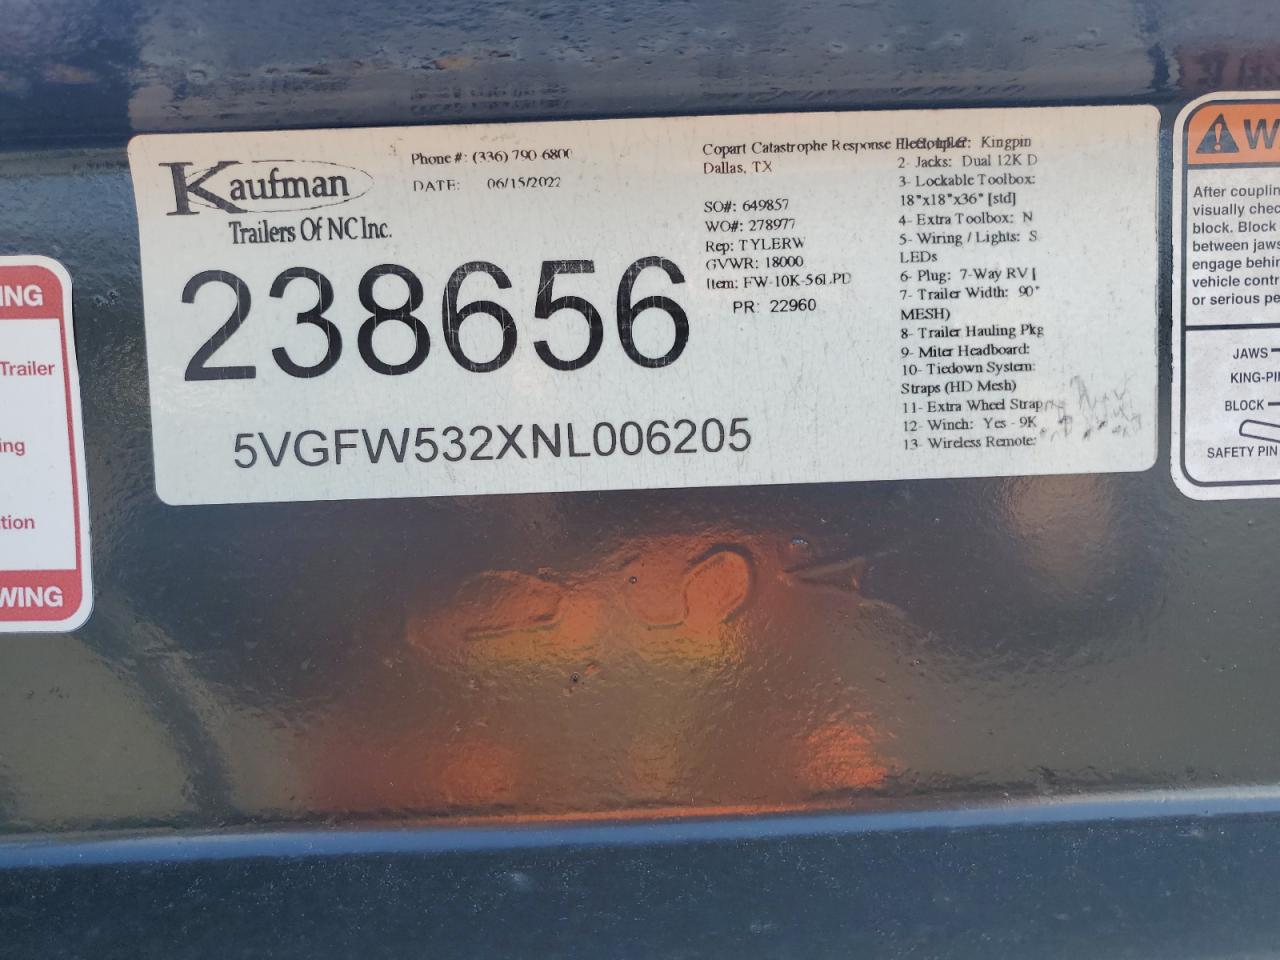 Kaufman
Trailers Of NC Inc.
Phone #: (336) 790-6800
DATE: 06/15/2022
238656
5VGFW532XNL006205
Copart Catastrophe Response
Dallas, TX
SO#: 649857
WO#: 278977
Rep: TYLERW
GVWR: 18000
Item: FW-10K-56LPD
PR: 22960
Kingpin
2- Jacks: Dual 12K D
3- Lockable Toolbox:
18"x18"x36" [std]
4- Extra Toolbox: N
5- Wiring / Lights: S
LEDs
6- Plug: 7-Way RV [
7- Trailer Width: 90"
MESH)
8- Trailer Hauling Pkg
9- Miter Headboard:
10- Tiedown System:
Straps (HD Mesh)
11- Extra Wheel Strap
12- Winch: Yes - 9K
13- Wireless Remote:
NG
Trailer
ing
tion
WING
W
After couplin
visually chec
block. Block
between jaws
engage behin
vehicle contr
or serious pe
JAWS
KING-PIN
BLOCK
SAFETY PIN